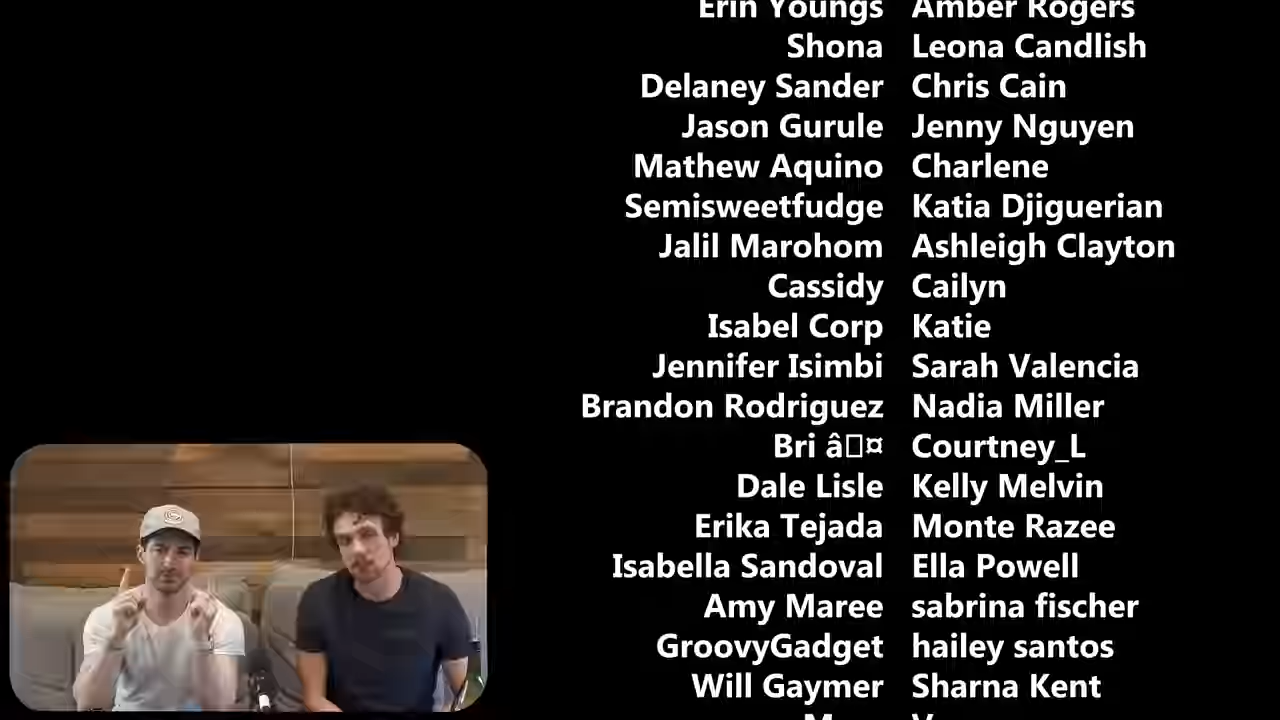 Erin Youngs Amber Rogers
Shona Leona Candlish
Delaney Sander Chris Cain
Jason Gurule Jenny Nguyen
Mathew Aquino Charlene
Semisweetfudge Katia Djiguerian
Jalil Marohom Ashleigh Clayton
Cassidy Cailyn
Isabel Corp Katie
Jennifer Isimbi Sarah Valencia
Brandon Rodriguez Nadia Miller
Bri â□¤ Courtney_L
Dale Lisle Kelly Melvin
Erika Tejada Monte Razee
Isabella Sandoval Ella Powell
Amy Maree sabrina fischer
GroovyGadget hailey santos
Will Gaymer Sharna Kent